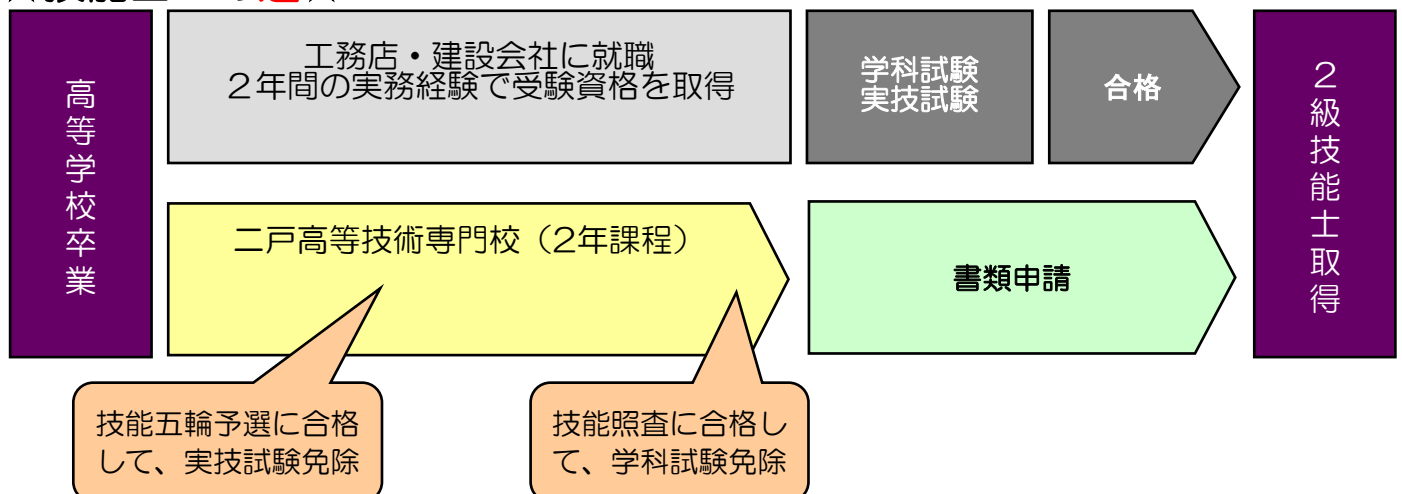 高等学校卒業
工務店・建設会社に就職
２年間の実務経験で受験資格を取得
学科試験
実技試験
合格
２級技能士取得
二戸高等技術専門校（2年課程）
書類申請
技能五輪予選に合格
して、実技試験免除
技能照査に合格し
て、学科試験免除